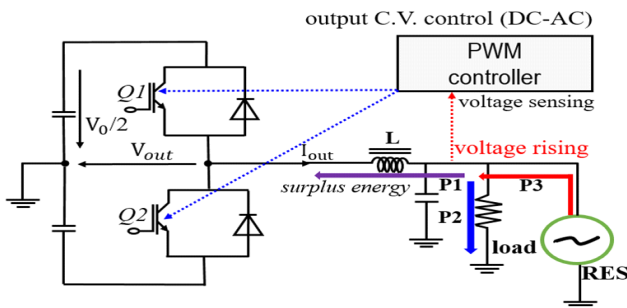 output C.V. control (DC-AC)
PWM
controller
voltage sensing
Q1
V0/2
Vout
Iout
L
voltage rising
surplus energy
P1
P3
P2
Q2
load
RES